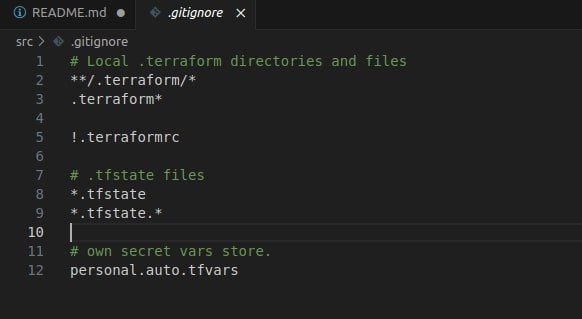 README.md
.gitignore
src > .gitignore
1 # Local .terraform directories and files
2 **/.terraform/*
3 .terraform*
4
5 !.terraformrc
6
7 # .tfstate files
8 *.tfstate
9 *.tfstate.*
10
11 # own secret vars store.
12 personal.auto.tfvars